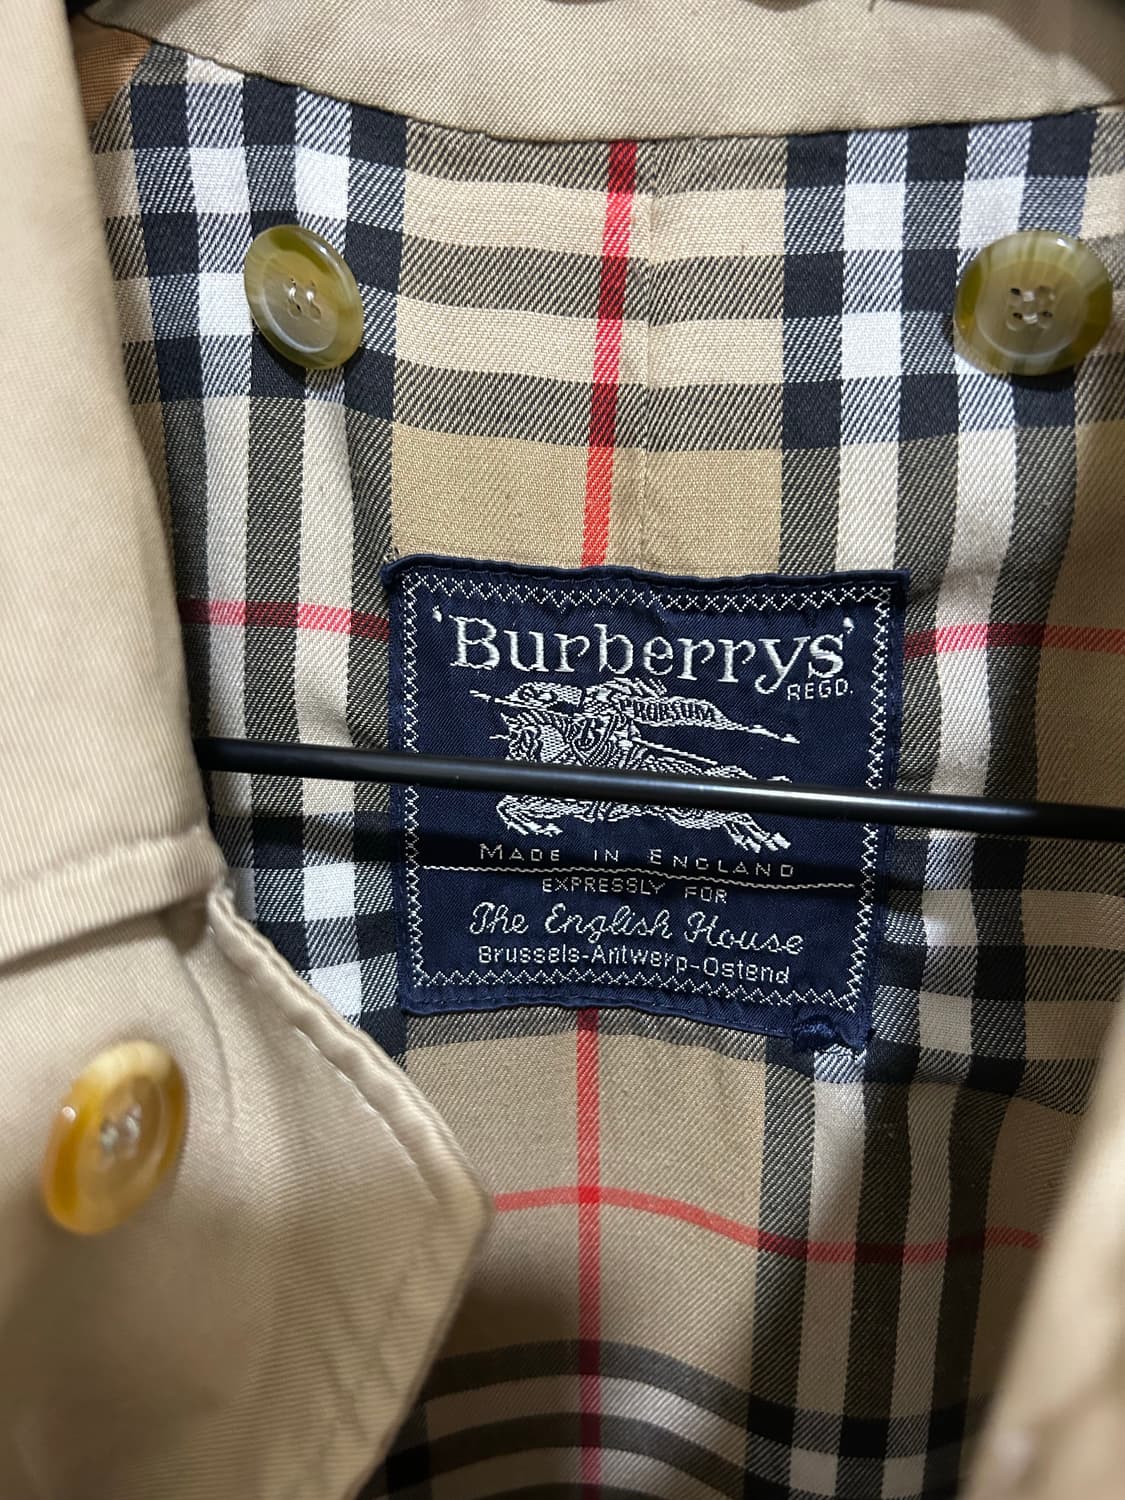 'Burberrys'
REGD.
PRORSUM
B
MADE IN ENGLAND
EXPRESSLY FOR
The English House
Brussels-Antwerp-Ostend